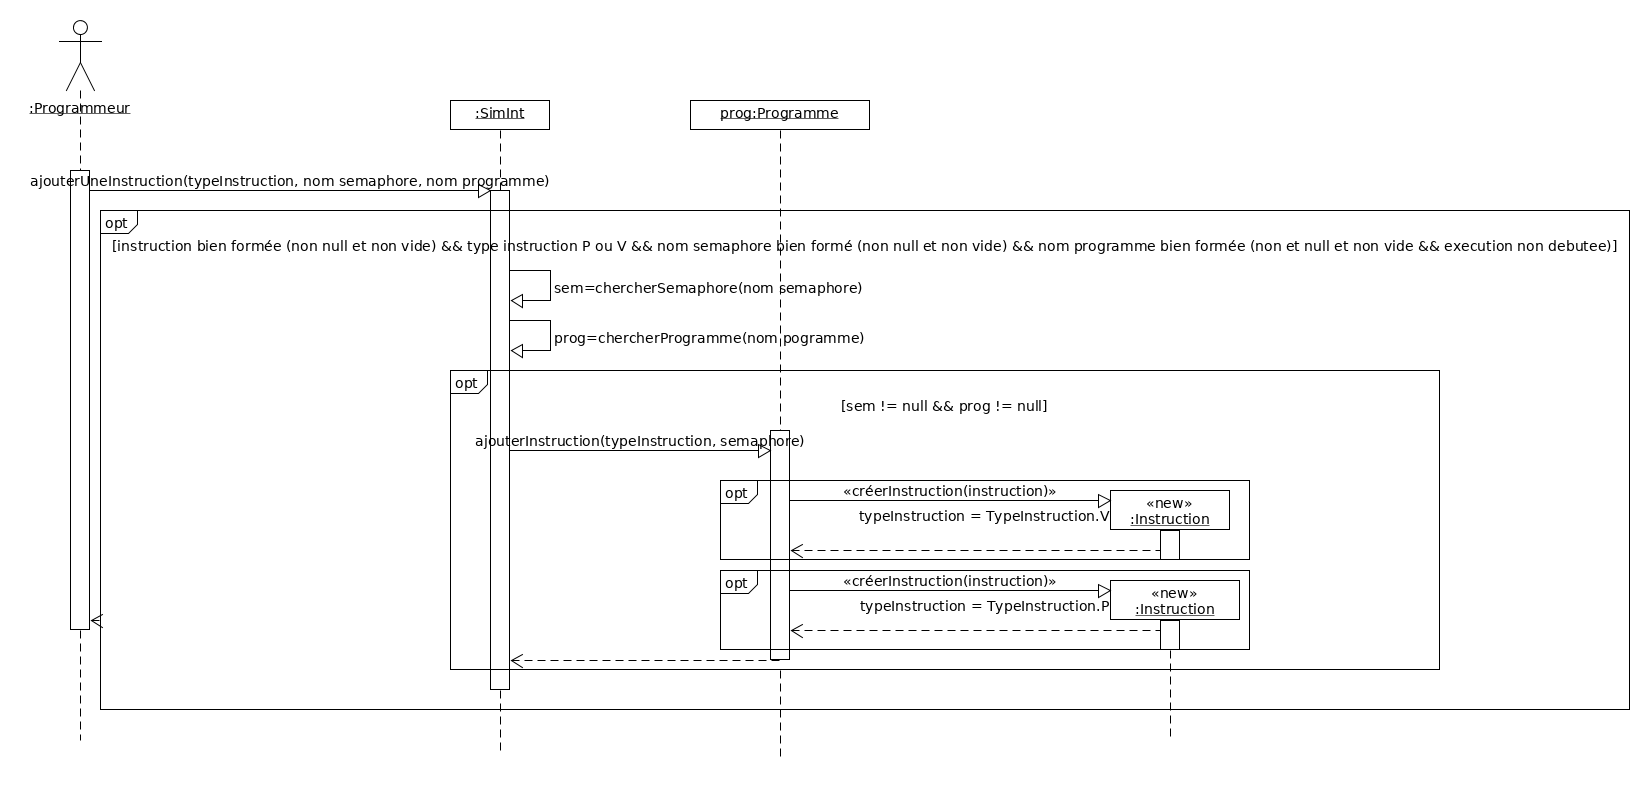 :Programmeur
:SimInt
prog:Programme
ajouterUneInstruction(typeInstruction, nom semaphore, nom programme)
opt
[instruction bien formée (non null et non vide) && type instruction P ou V && nom semaphore bien formé (non null et non vide) && nom programme bien formée (non et null et non vide && execution non debutee)]
sem=chercherSemaphore(nom semaphore)
prog=chercherProgramme(nom pogramme)
opt
[sem != null && prog != null]
ajouterInstruction(typeInstruction, semaphore)
opt
«créerInstruction(instruction)»
typeInstruction = TypeInstruction.V
«new»
:Instruction
opt
«créerInstruction(instruction)»
typeInstruction = TypeInstruction.P
«new»
:Instruction